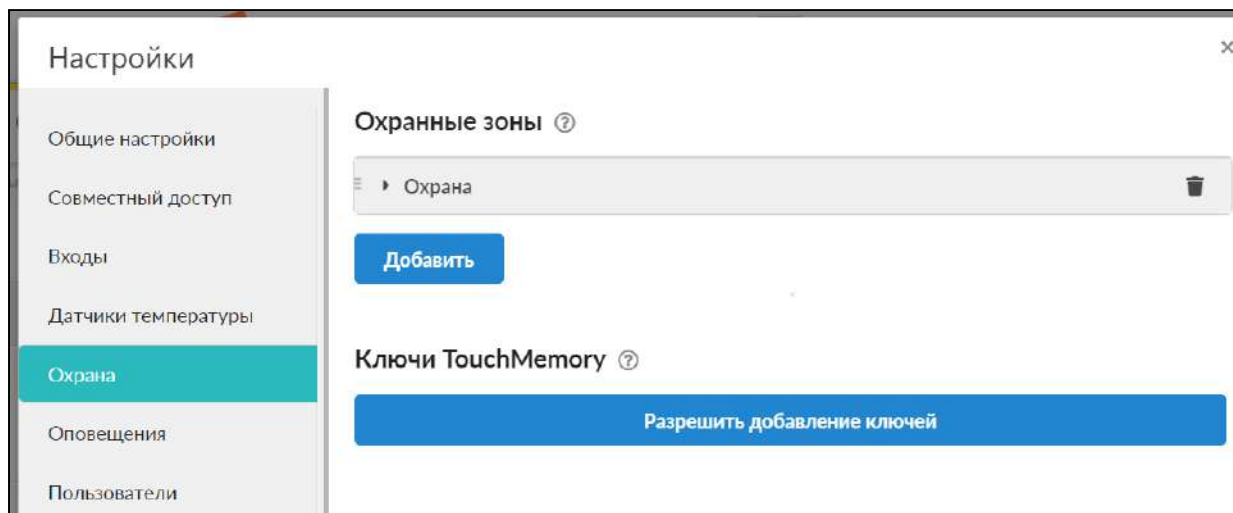 Настройки
Общие настройки
Совместный доступ
Входы
Датчики температуры
Охрана
Оповещения
Пользователи
Охранные зоны
Охрана
Добавить
Ключи TouchMemory
Разрешить добавление ключей